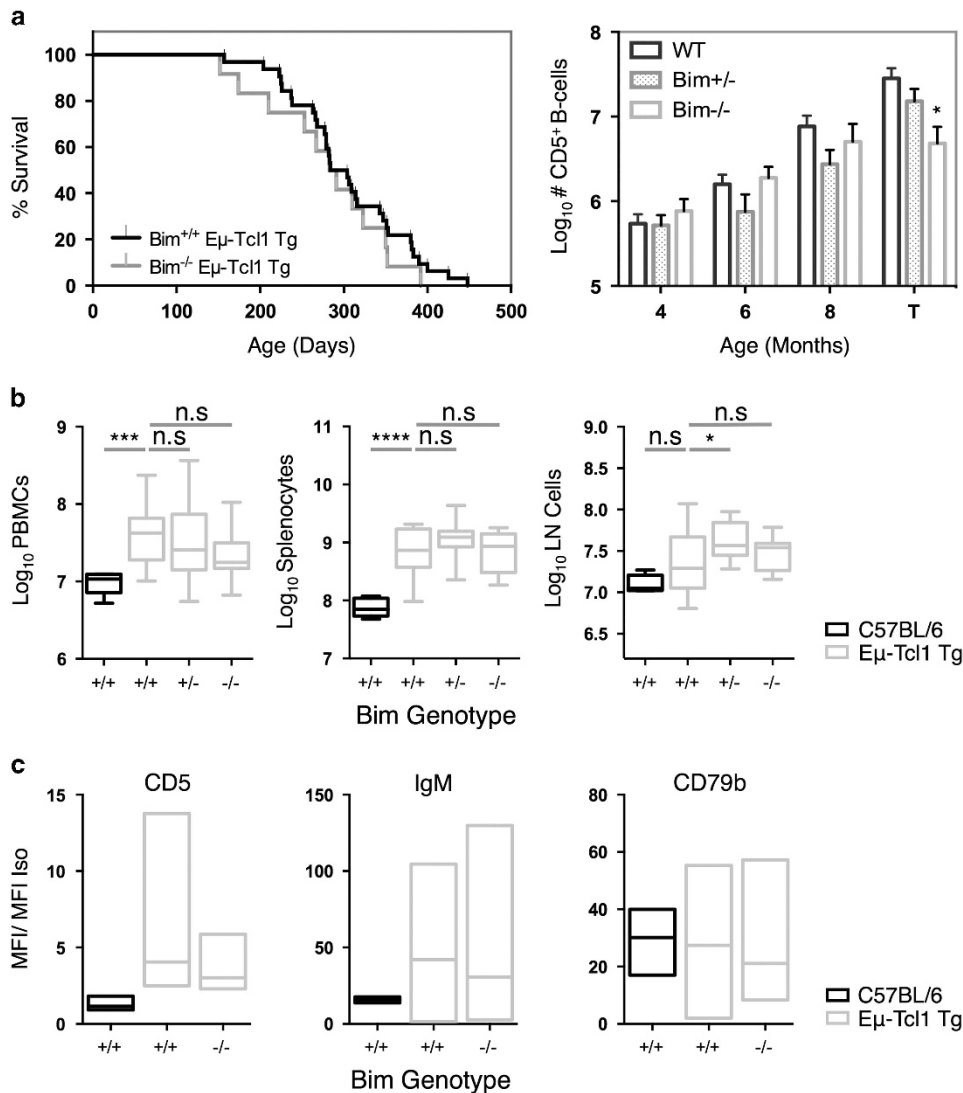 a
100
80
60
40
20
0
% Survival
Bim+/+ Eµ-Tcl1 Tg
Bim-/- Eµ-Tcl1 Tg
0 100 200 300 400 500
Age (Days)
8
7
6
5
Log10 # CD5+ B-cells
WT
Bim+/-
Bim-/-
*
4 6 8 T
Age (Months)
b
9
8
7
6
Log10 PBMCs
n.s
*** n.s
+/+ +/+ +/- -/-
11
10
9
8
7
Log10 Splenocytes
n.s
**** n.s
+/+ +/+ +/- -/-
Bim Genotype
9.0
8.5
8.0
7.5
7.0
6.5
Log10 LN Cells
n.s
n.s *
+/+ +/+ +/- -/-
C57BL/6
Eµ-Tcl1 Tg
c
CD5
15
10
5
0
MFI/ MFI Iso
+/+ +/+ -/-
IgM
150
100
50
0
+/+ +/+ -/-
Bim Genotype
CD79b
80
60
40
20
0
+/+ +/+ -/-
C57BL/6
Eµ-Tcl1 Tg